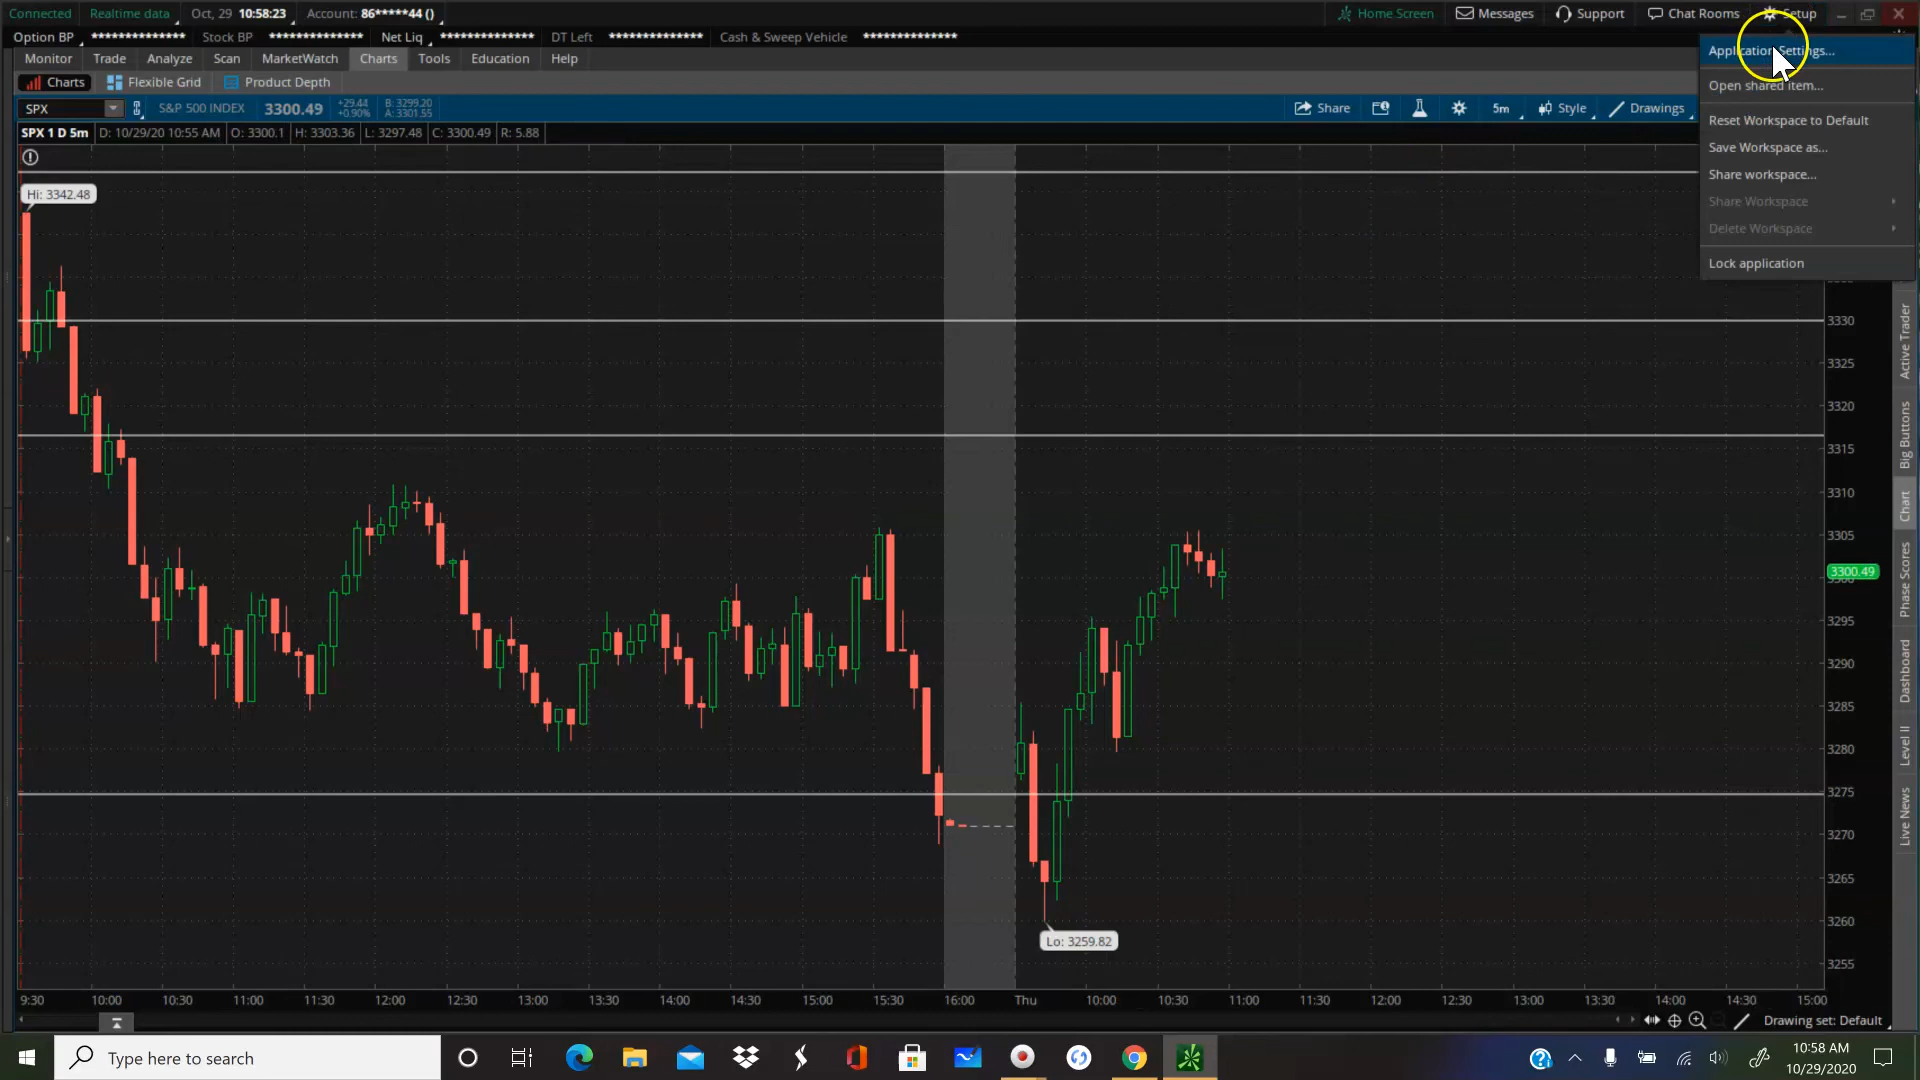 Connected Realtime data Oct, 29 10:58:23 Account: 86*****44 () Home Screen Messages Support Chat Rooms Setup
Option BP ************** Stock BP ************** Net Liq ************** DT Left ************** Cash & Sweep Vehicle **************
Monitor Trade Analyze Scan MarketWatch Charts Tools Education Help
Application Settings...
Open shared item...
Reset Workspace to Default
Save Workspace as...
Share workspace...
Share Workspace
Delete Workspace
Lock application
Charts Flexible Grid Product Depth
SPX S&P 500 INDEX 3300.49 +29.44 B: 3299.20
+0.90% A: 3301.55
Share 5m Style Drawings
SPX 1 D 5m D: 10/29/20 10:55 AM O: 3300.1 H: 3303.36 L: 3297.48 C: 3300.49 R: 5.88
Hi: 3342.48
3330
3325
3320
3315
3310
3305
3300.49
3295
3290
3285
3280
3275
3270
3265
3260
3255
Lo: 3259.82
Active Trader
Big Buttons
Chart
Phase Scores
Dashboard
Level II
Live News
9:30 10:00 10:30 11:00 11:30 12:00 12:30 13:00 13:30 14:00 14:30 15:00 15:30 16:00 Thu 10:00 10:30 11:00 11:30 12:00 12:30 13:00 13:30 14:00 14:30 15:00
Drawing set: Default
Type here to search
10:58 AM
10/29/2020